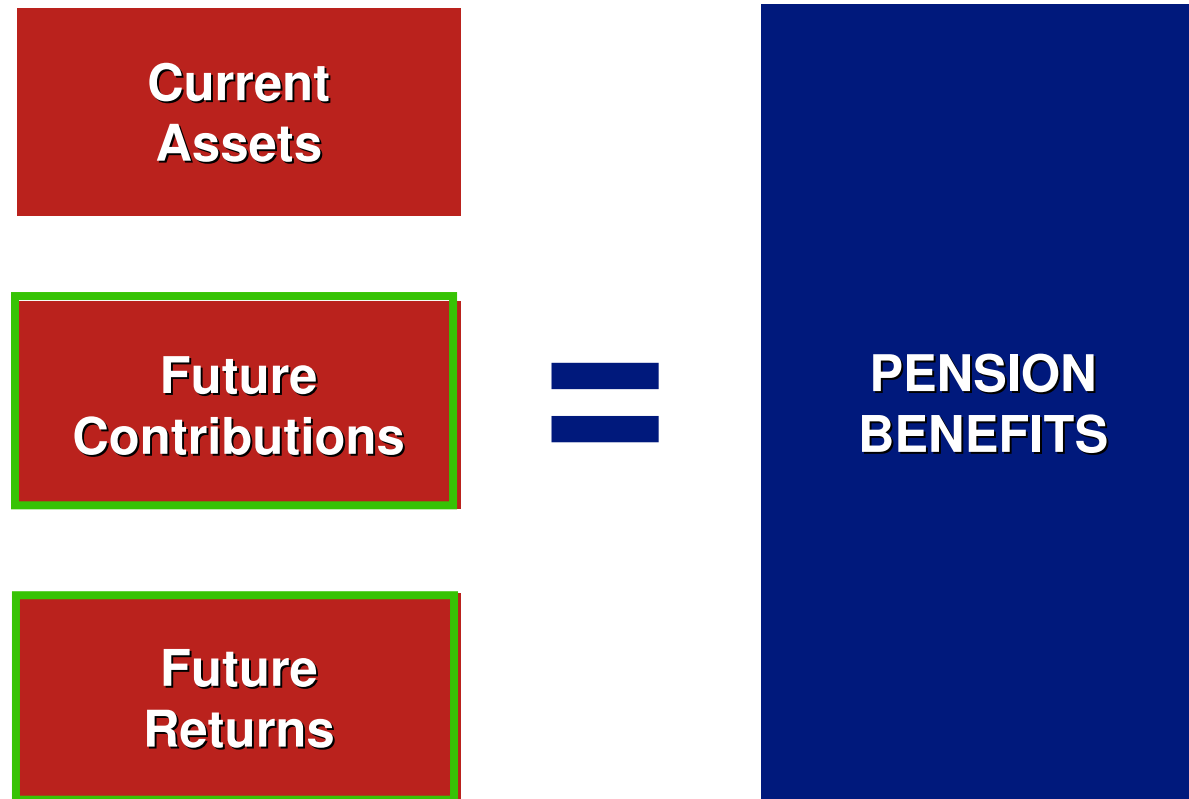 Current
Assets
Future
Contributions
=
PENSION
BENEFITS
Future
Returns